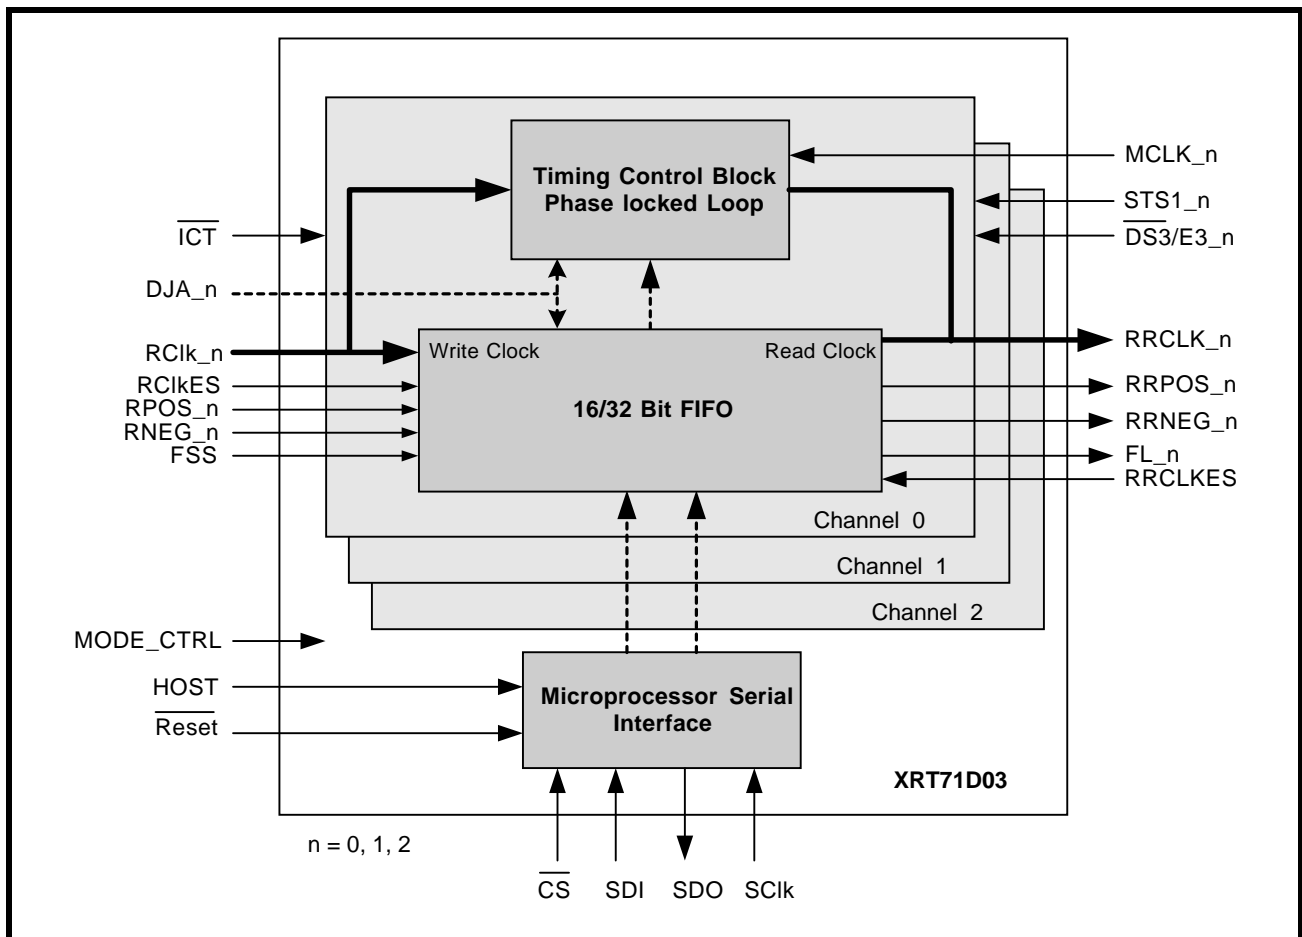 Timing Control Block
Phase locked Loop
MCLK_n
STS1_n
DS3/E3_n
ICT
DJA_n
RClk_n
RClkES
RPOS_n
RNEG_n
FSS
Write Clock
Read Clock
16/32 Bit FIFO
RRCLK_n
RRPOS_n
RRNEG_n
FL_n
RRCLKES
Channel 0
Channel 1
Channel 2
MODE_CTRL
HOST
Reset
Microprocessor Serial
Interface
XRT71D03
n = 0, 1, 2
CS
SDI
SDO
SClk